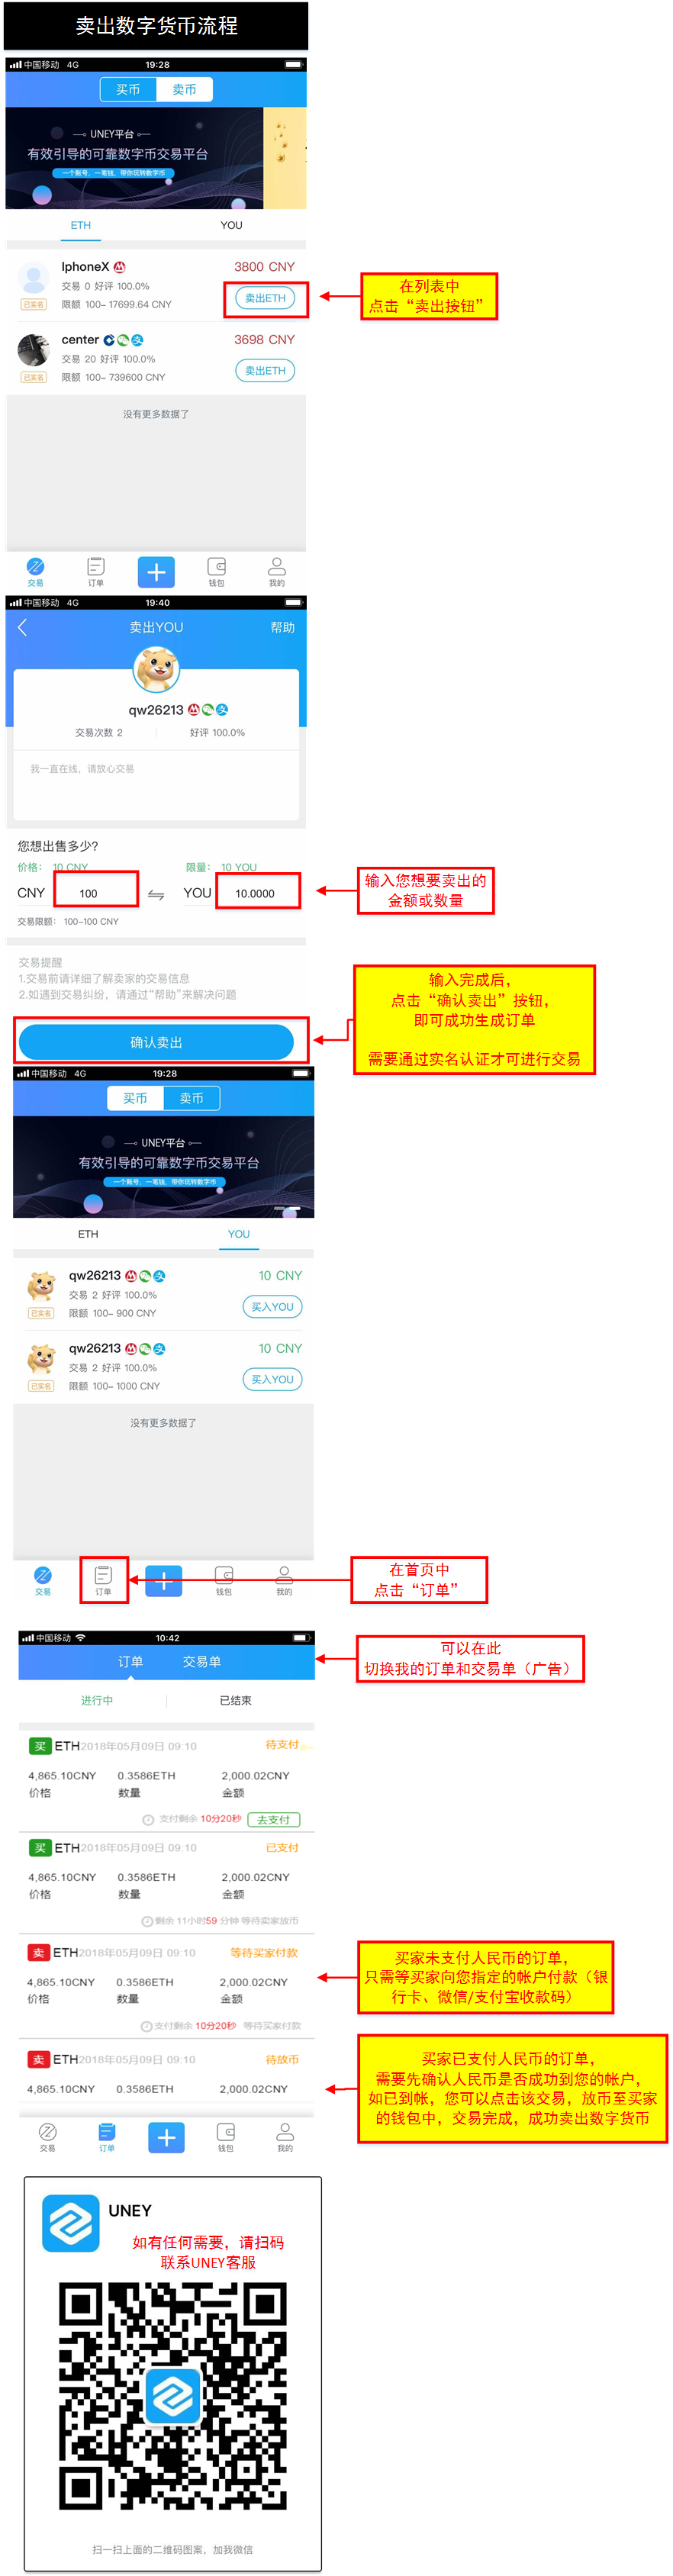 卖出数字货币流程
中国移动 4G 19:28
买币 卖币
UNEY平台
有效引导的可靠数字币交易平台
一个账号，一笔钱，带你玩转数字币
ETH YOU
IphoneX 3800 CNY
交易 0 好评 100.0%
已实名 限额 100- 17699.64 CNY 卖出ETH
在列表中
点击“卖出按钮”
center 3698 CNY
交易 20 好评 100.0%
已实名 限额 100- 739600 CNY 卖出ETH
没有更多数据了
交易 订单 钱包 我的
中国移动 4G 19:40
卖出YOU 帮助
qw26213
交易次数 2 好评 100.0%
我一直在线，请放心交易
您想出售多少?
价格： 10 CNY 限量： 10 YOU
CNY 100 YOU 10.0000
交易限额： 100-100 CNY
输入您想要卖出的
金额或数量
交易提醒
1.交易前请详细了解卖家的交易信息
2.如遇到交易纠纷，请通过“帮助”来解决问题
确认卖出
输入完成后，
点击“确认卖出”按钮，
即可成功生成订单
需要通过实名认证才可进行交易
中国移动 4G 19:28
买币 卖币
UNEY平台
有效引导的可靠数字币交易平台
一个账号，一笔钱，带你玩转数字币
ETH YOU
qw26213 10 CNY
交易 2 好评 100.0%
已实名 限额 100- 900 CNY 买入YOU
qw26213 10 CNY
交易 2 好评 100.0%
已实名 限额 100- 1000 CNY 买入YOU
没有更多数据了
交易 订单 钱包 我的
在首页中
点击“订单”
中国移动 10:42
订单 交易单
可以在此
切换我的订单和交易单（广告）
进行中 已结束
买 ETH 2018年05月09日 09:10 待支付
4,865.10CNY 0.3586ETH 2,000.02CNY
价格 数量 金额
支付剩余 10分20秒 去支付
买 ETH 2018年05月09日 09:10 已支付
4,865.10CNY 0.3586ETH 2,000.02CNY
价格 数量 金额
剩余 11小时59 分钟 等待卖家放币
卖 ETH 2018年05月09日 09:10 等待买家付款
4,865.10CNY 0.3586ETH 2,000.02CNY
价格 数量 金额
支付剩余 10分20秒 等待买家付款
买家未支付人民币的订单，
只需等买家向您指定的帐户付款（银
行卡、微信/支付宝收款码）
卖 ETH 2018年05月09日 09:10 待放币
4,865.10CNY 0.3586ETH 2,000.02CNY
买家已支付人民币的订单，
需要先确认人民币是否成功到您的帐户，
如已到帐，您可以点击该交易，放币至买家
的钱包中，交易完成，成功卖出数字货币
交易 订单 钱包 我的
UNEY
如有任何需要，请扫码
联系UNEY客服
扫一扫上面的二维码图案，加我微信